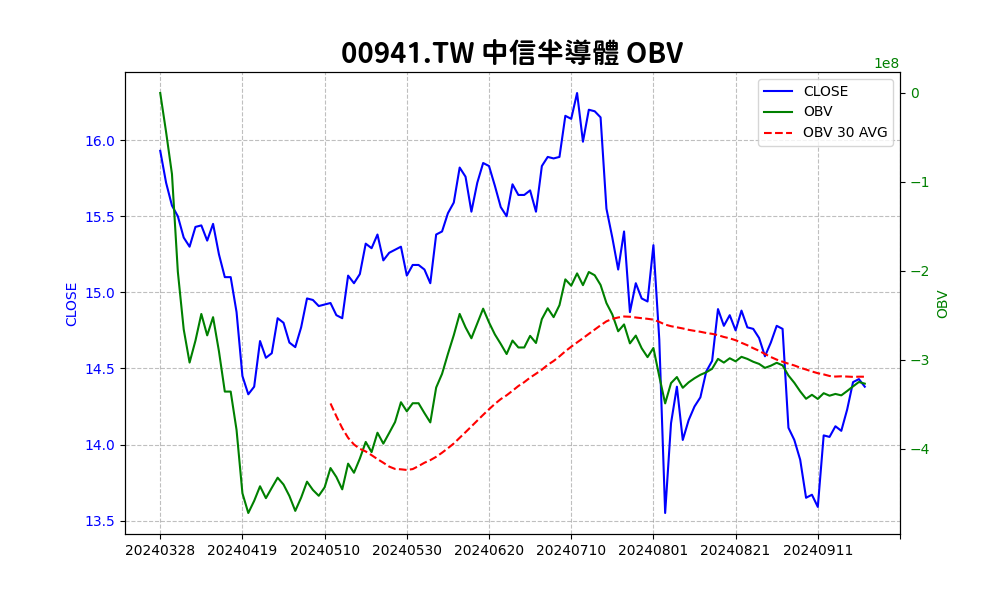 00941.TW 中信半導體 OBV
1e8
CLOSE
OBV
OBV 30 AVG
16.0
15.5
15.0
14.5
14.0
13.5
CLOSE
0
−1
−2
−3
−4
OBV
20240328 20240419 20240510 20240530 20240620 20240710 20240801 20240821 20240911